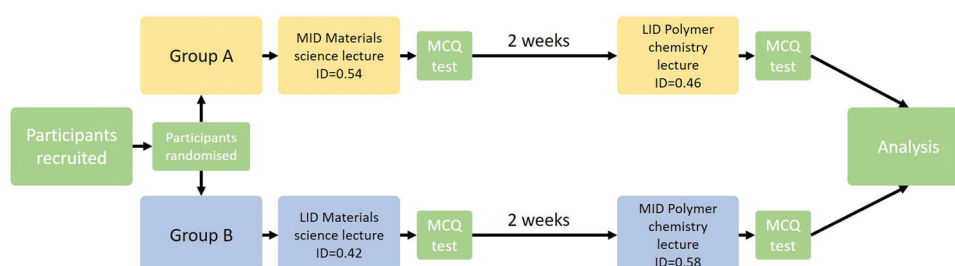 Participants
recruited
Participants
randomised
Group A
MID Materials
science lecture
ID=0.54
MCQ
test
2 weeks
LID Polymer
chemistry
lecture
ID=0.46
MCQ
test
Group B
LID Materials
science lecture
ID=0.42
MCQ
test
2 weeks
MID Polymer
chemistry
lecture
ID=0.58
MCQ
test
Analysis